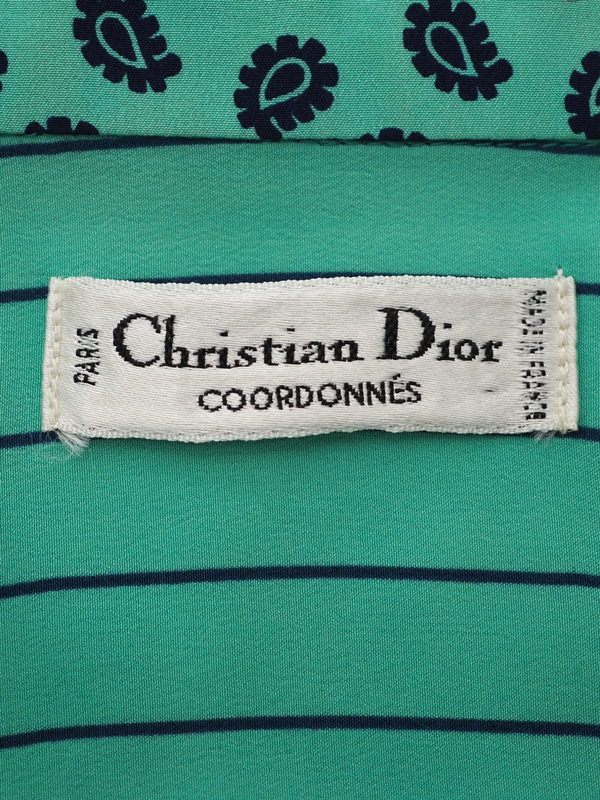 PARIS
Christian Dior
COORDONNÉS
MADE IN FRANCE